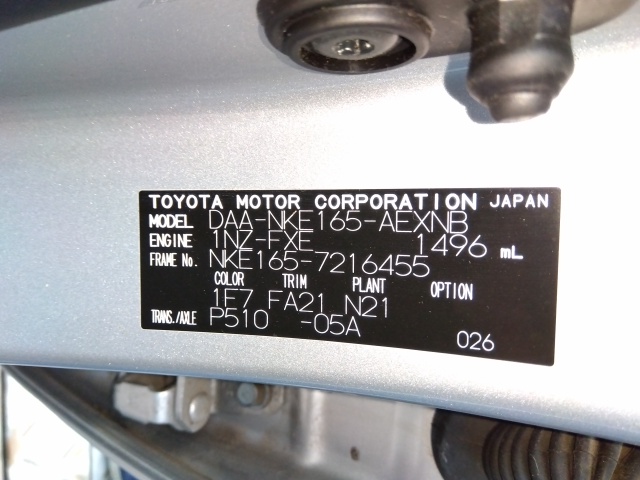 TOYOTA MOTOR CORPORATION JAPAN
MODEL DAA-NKE165-AEXNB
ENGINE 1NZ-FXE 1496 mL
FRAME No. NKE165-7216455
COLOR TRIM PLANT OPTION
1F7 FA21 N21
TRANS./AXLE P510 -05A
026